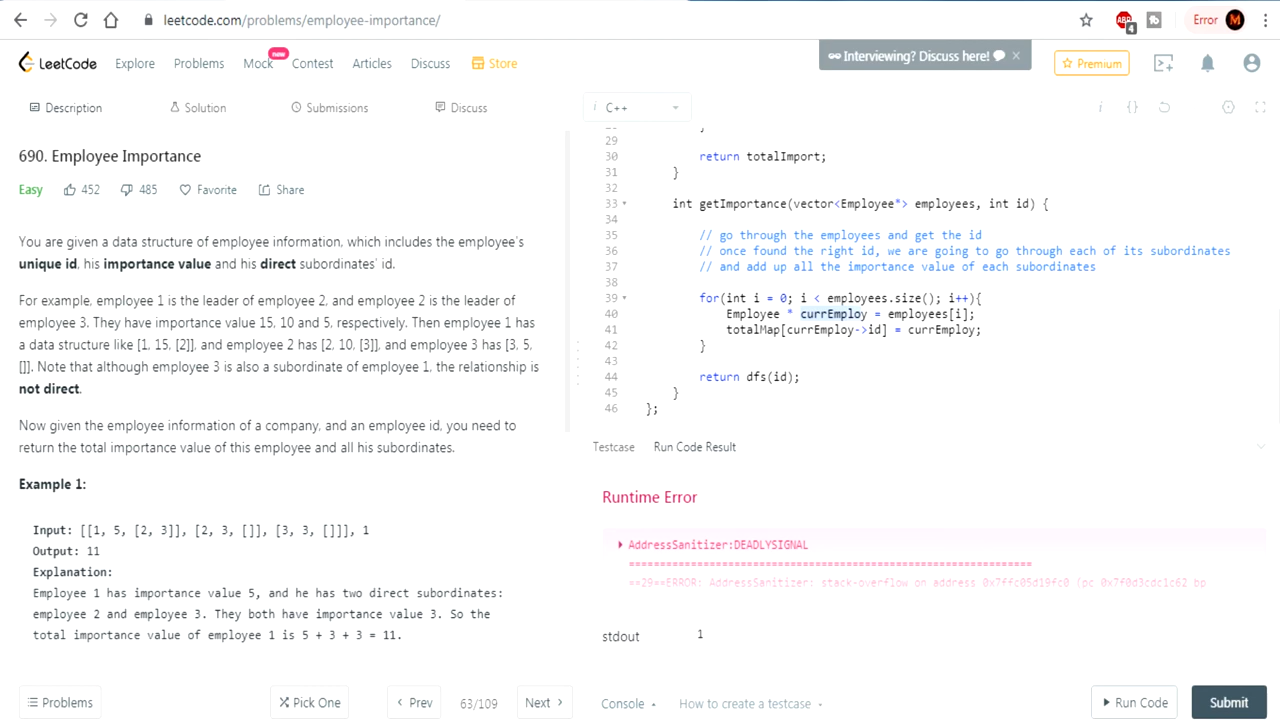 leetcode.com/problems/employee-importance/
ABP
4
Error
M
LeetCode
Explore
Problems
Mock
new
Contest
Articles
Discuss
Store
Interviewing? Discuss here!
×
Premium
Description
Solution
Submissions
Discuss
i
C++
i
{}
690. Employee Importance
Easy
452
485
Favorite
Share
You are given a data structure of employee information, which includes the employee's
unique id, his importance value and his direct subordinates' id.
For example, employee 1 is the leader of employee 2, and employee 2 is the leader of
employee 3. They have importance value 15, 10 and 5, respectively. Then employee 1 has
a data structure like [1, 15, [2]], and employee 2 has [2, 10, [3]], and employee 3 has [3, 5,
[]]. Note that although employee 3 is also a subordinate of employee 1, the relationship is
not direct.
Now given the employee information of a company, and an employee id, you need to
return the total importance value of this employee and all his subordinates.
Example 1:
Input: [[1, 5, [2, 3]], [2, 3, []], [3, 3, []]], 1
Output: 11
Explanation:
Employee 1 has importance value 5, and he has two direct subordinates:
employee 2 and employee 3. They both have importance value 3. So the
total importance value of employee 1 is 5 + 3 + 3 = 11.
29
30 return totalImport;
31 }
32
33 int getImportance(vector<Employee*> employees, int id) {
34
35 // go through the employees and get the id
36 // once found the right id, we are going to go through each of its subordinates
37 // and add up all the importance value of each subordinates
38
39 for(int i = 0; i < employees.size(); i++){
40 Employee * currEmploy = employees[i];
41 totalMap[currEmploy->id] = currEmploy;
42 }
43
44 return dfs(id);
45 }
46 };
Testcase
Run Code Result
Runtime Error
AddressSanitizer:DEADLYSIGNAL
=================================================================
==29==ERROR: AddressSanitizer: stack-overflow on address 0x7ffc05d19fc0 (pc 0x7f0d3cdc1c62 bp
stdout
1
Problems
Pick One
Prev
63/109
Next
Console
How to create a testcase
Run Code
Submit